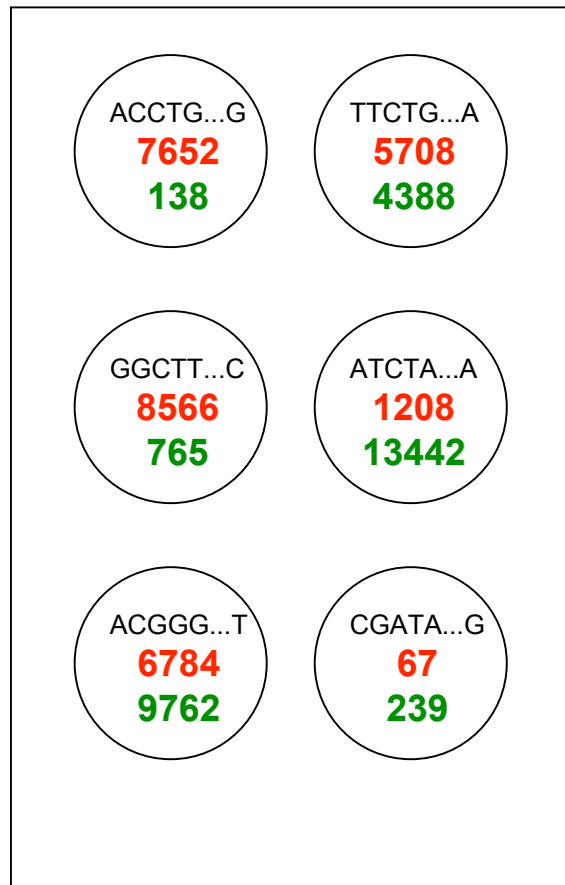 ACCTG...G
7652
138
TTCTG...A
5708
4388
GGCTT...C
8566
765
ATCTA...A
1208
13442
ACGGG...T
6784
9762
CGATA...G
67
239